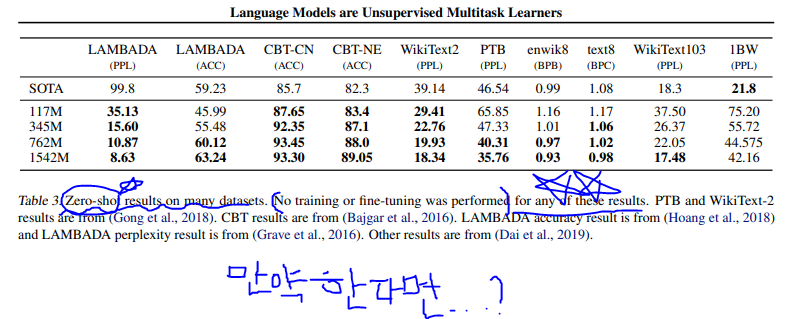 Language Models are Unsupervised Multitask Learners
LAMBADA LAMBADA CBT-CN CBT-NE WikiText2 PTB enwik8 text8 WikiText103 1BW
(PPL) (ACC) (ACC) (ACC) (PPL) (PPL) (BPB) (BPC) (PPL) (PPL)
SOTA 99.8 59.23 85.7 82.3 39.14 46.54 0.99 1.08 18.3 21.8
117M 35.13 45.99 87.65 83.4 29.41 65.85 1.16 1.17 37.50 75.20
345M 15.60 55.48 92.35 87.1 22.76 47.33 1.01 1.06 26.37 55.72
762M 10.87 60.12 93.45 88.0 19.93 40.31 0.97 1.02 22.05 44.575
1542M 8.63 63.24 93.30 89.05 18.34 35.76 0.93 0.98 17.48 42.16
Table 3. Zero-shot results on many datasets. No training or fine-tuning was performed for any of these results. PTB and WikiText-2
results are from (Gong et al., 2018). CBT results are from (Bajgar et al., 2016). LAMBADA accuracy result is from (Hoang et al., 2018)
and LAMBADA perplexity result is from (Grave et al., 2016). Other results are from (Dai et al., 2019).
만약 한다면....?